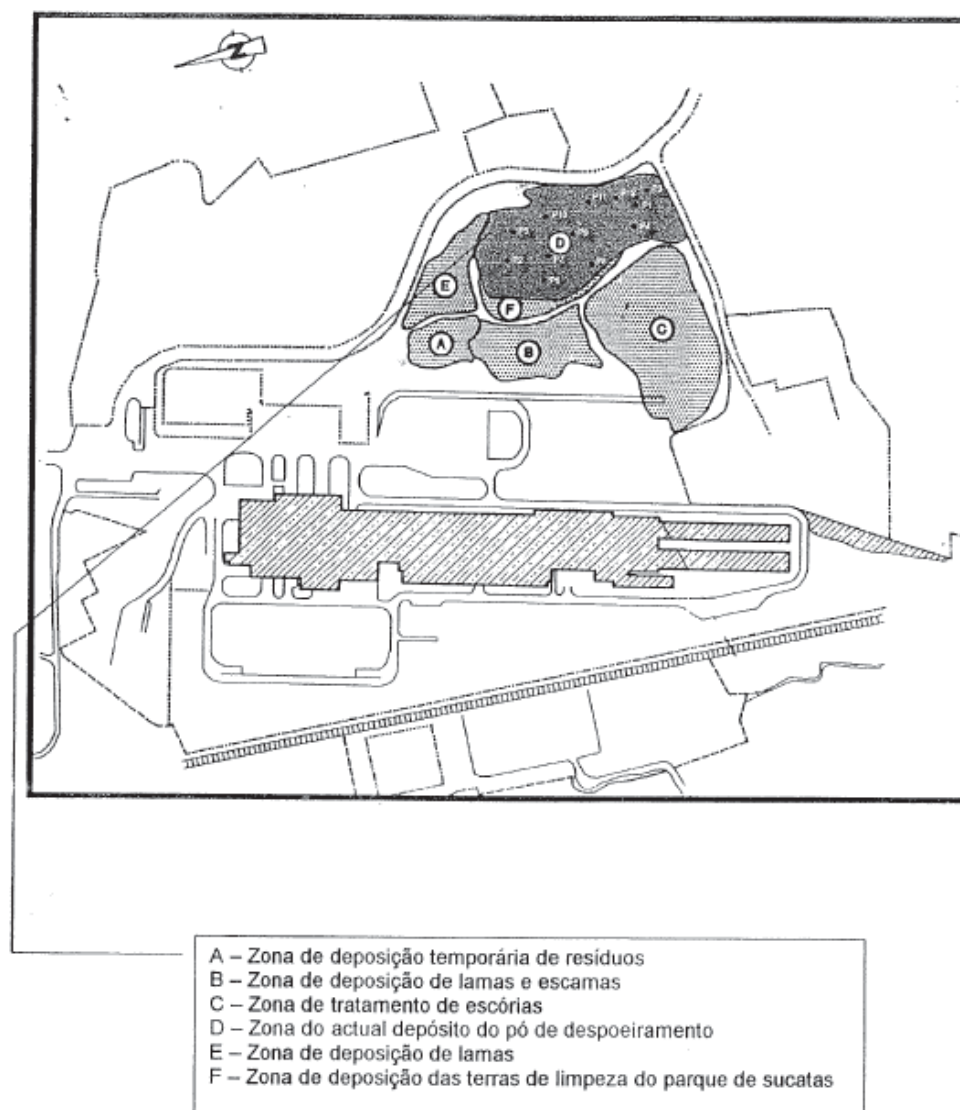 N
D
E
F
A
B
C
A – Zona de deposição temporária de resíduos
B – Zona de deposição de lamas e escamas
C – Zona de tratamento de escórias
D – Zona do actual depósito do pó de despoeiramento
E – Zona de deposição de lamas
F – Zona de deposição das terras de limpeza do parque de sucatas